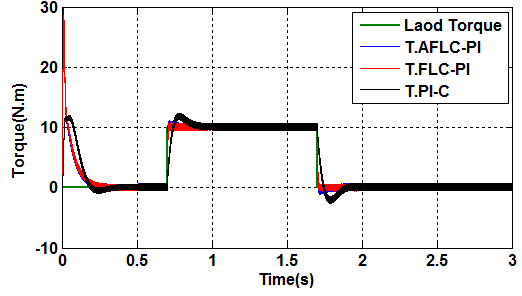 30
20
10
0
-10
Torque(N.m)
Laod Torque
T.AFLC-PI
T.FLC-PI
T.PI-C
0
0.5
1
1.5
2
2.5
3
Time(s)